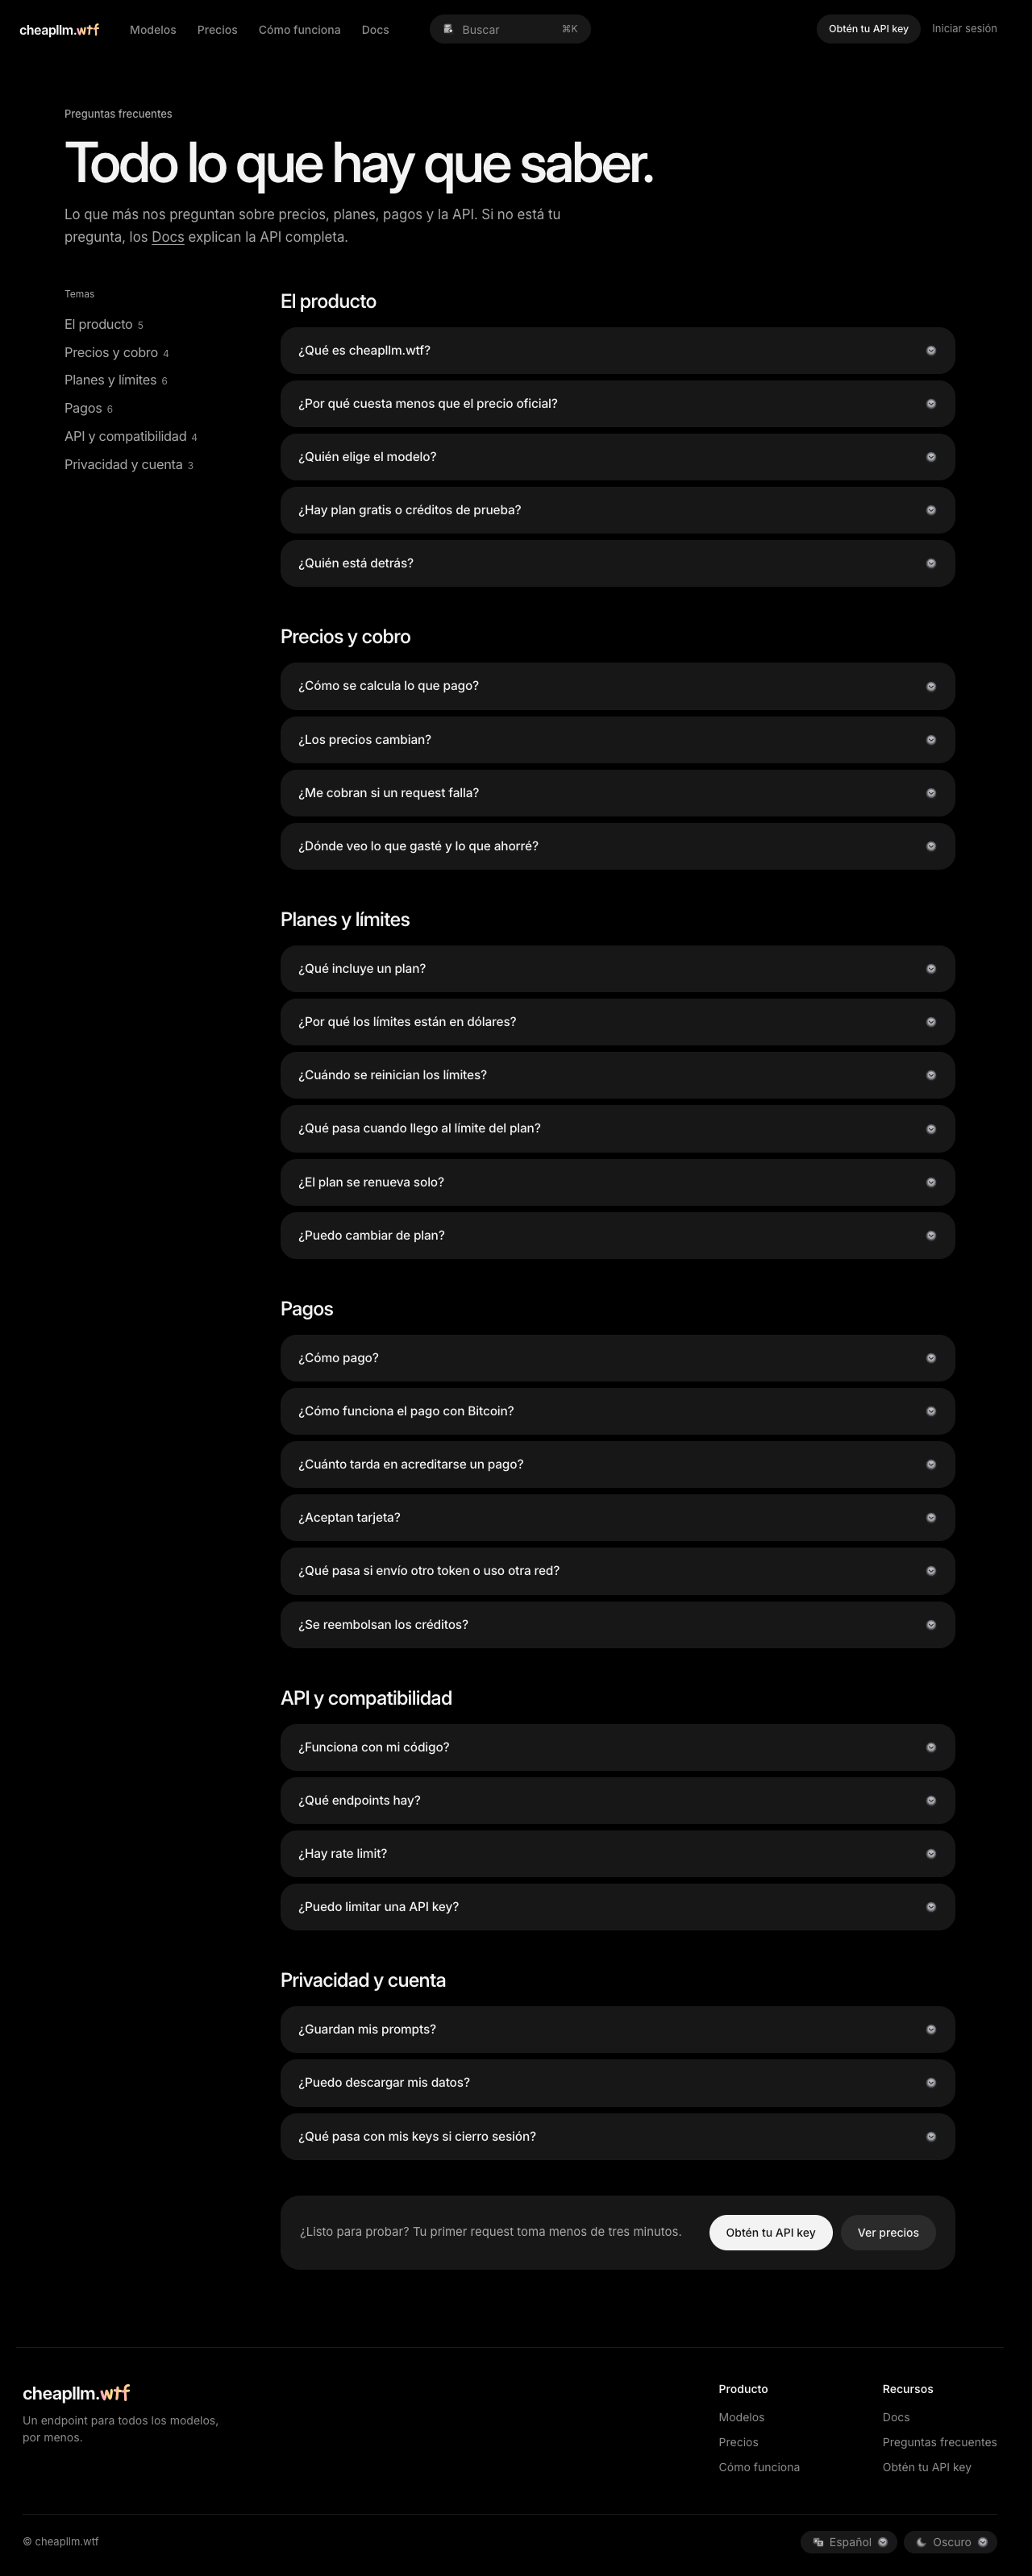 cheapllm.wtf
Modelos
Precios
Cómo funciona
Docs
Buscar
⌘K
Obtén tu API key
Iniciar sesión
Preguntas frecuentes
Todo lo que hay que saber.
Lo que más nos preguntan sobre precios, planes, pagos y la API. Si no está tu
pregunta, los Docs explican la API completa.
Temas
El producto 5
Precios y cobro 4
Planes y límites 6
Pagos 6
API y compatibilidad 4
Privacidad y cuenta 3
El producto
¿Qué es cheapllm.wtf?
¿Por qué cuesta menos que el precio oficial?
¿Quién elige el modelo?
¿Hay plan gratis o créditos de prueba?
¿Quién está detrás?
Precios y cobro
¿Cómo se calcula lo que pago?
¿Los precios cambian?
¿Me cobran si un request falla?
¿Dónde veo lo que gasté y lo que ahorré?
Planes y límites
¿Qué incluye un plan?
¿Por qué los límites están en dólares?
¿Cuándo se reinician los límites?
¿Qué pasa cuando llego al límite del plan?
¿El plan se renueva solo?
¿Puedo cambiar de plan?
Pagos
¿Cómo pago?
¿Cómo funciona el pago con Bitcoin?
¿Cuánto tarda en acreditarse un pago?
¿Aceptan tarjeta?
¿Qué pasa si envío otro token o uso otra red?
¿Se reembolsan los créditos?
API y compatibilidad
¿Funciona con mi código?
¿Qué endpoints hay?
¿Hay rate limit?
¿Puedo limitar una API key?
Privacidad y cuenta
¿Guardan mis prompts?
¿Puedo descargar mis datos?
¿Qué pasa con mis keys si cierro sesión?
¿Listo para probar? Tu primer request toma menos de tres minutos.
Obtén tu API key
Ver precios
cheapllm.wtf
Un endpoint para todos los modelos,
por menos.
Producto
Modelos
Precios
Cómo funciona
Recursos
Docs
Preguntas frecuentes
Obtén tu API key
© cheapllm.wtf
Español
Oscuro